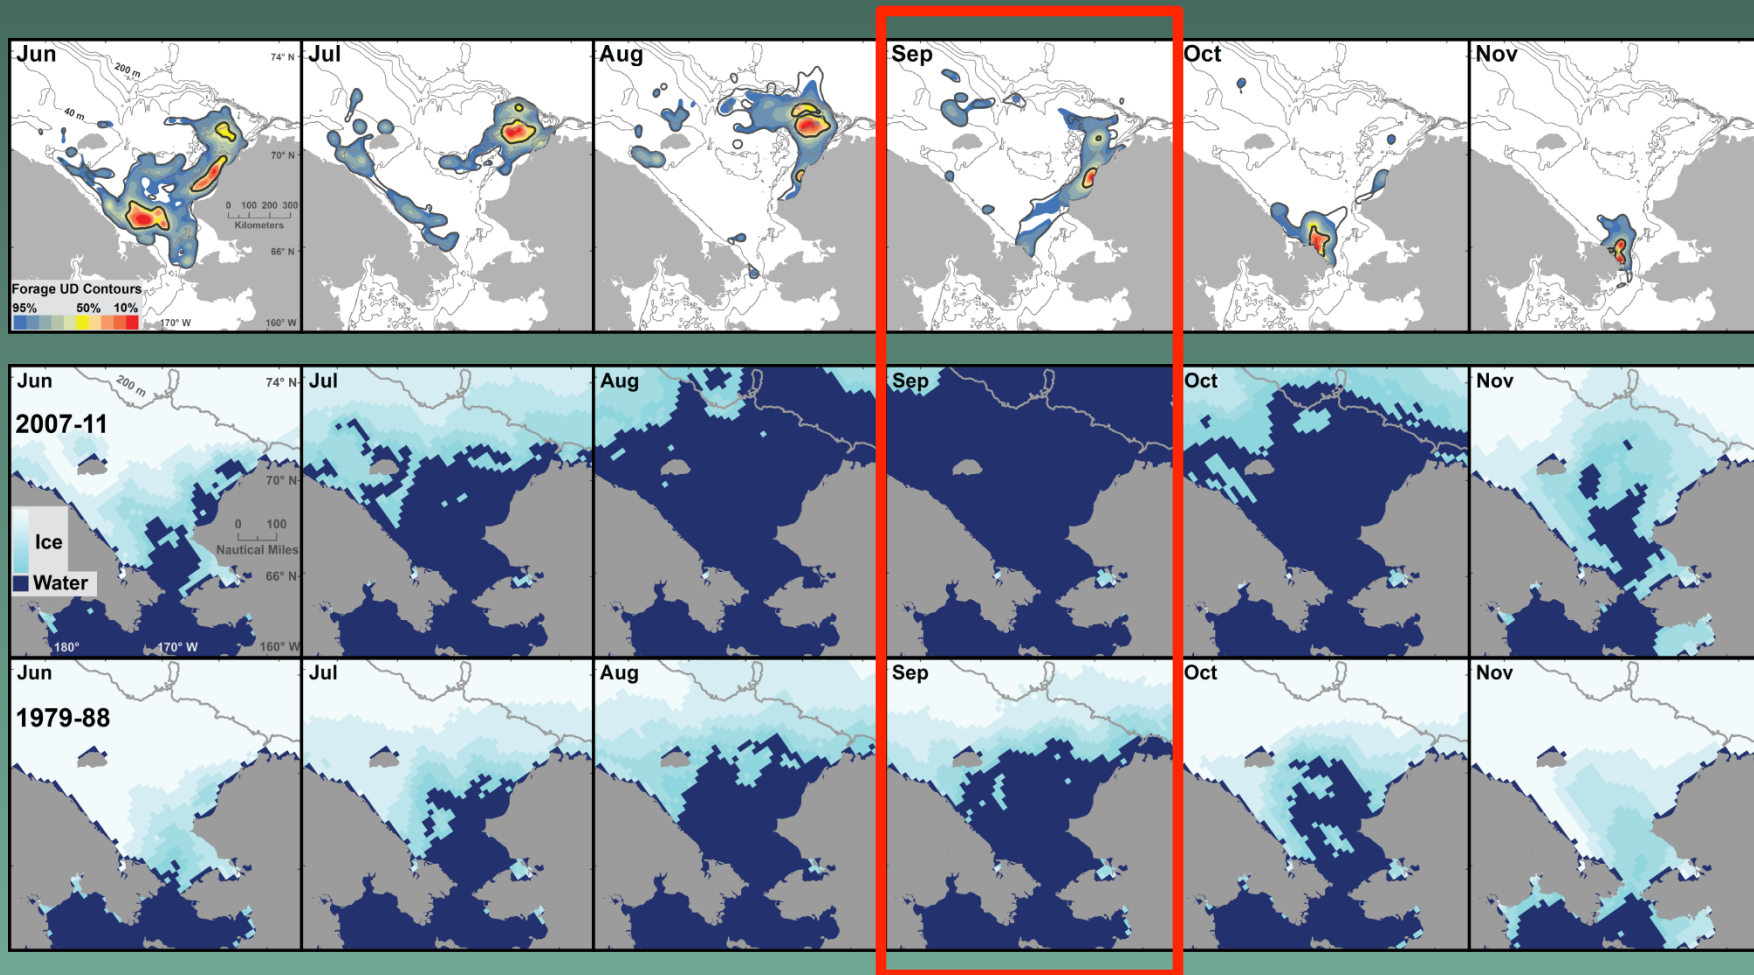 Jun
Jul
Aug
Sep
Oct
Nov
200 m
40 m
74° N
70° N
0 100 200 300
Kilometers
66° N
Forage UD Contours
95% 50% 10%
170° W
160° W
Jun
Jul
Aug
Sep
Oct
Nov
200 m
74° N
2007-11
70° N
0 100
Nautical Miles
Ice
Water
66° N
180°
170° W
160° W
Jun
Jul
Aug
Sep
Oct
Nov
1979-88